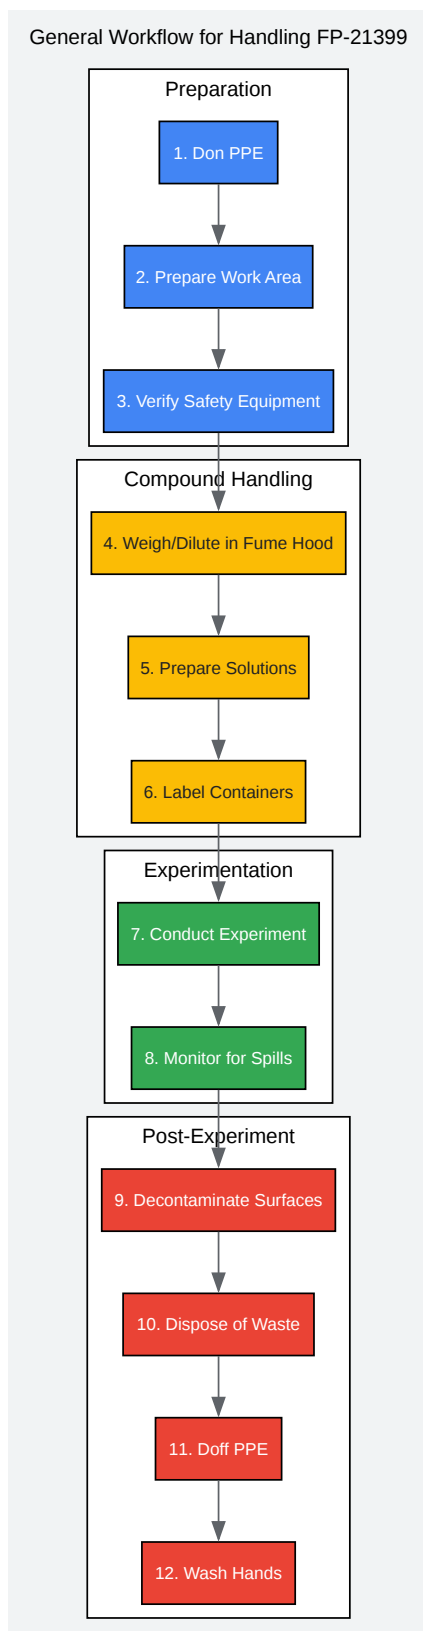 General Workflow for Handling FP-21399
Preparation
1. Don PPE
2. Prepare Work Area
3. Verify Safety Equipment
Compound Handling
4. Weigh/Dilute in Fume Hood
5. Prepare Solutions
6. Label Containers
Experimentation
7. Conduct Experiment
8. Monitor for Spills
Post-Experiment
9. Decontaminate Surfaces
10. Dispose of Waste
11. Doff PPE
12. Wash Hands